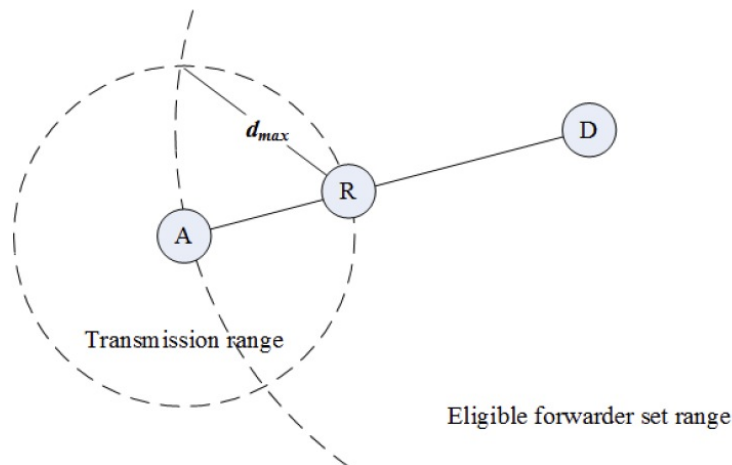 d_max
D
R
A
Transmission range
Eligible forwarder set range